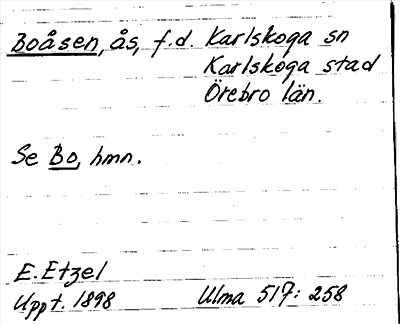 Boåsen, ås, f.d. Karlskoga sn
Karlskoga stad
Örebro län.
Se Bo, hmn.
E. Etzel
Uppt. 1898 Ulma 517: 258